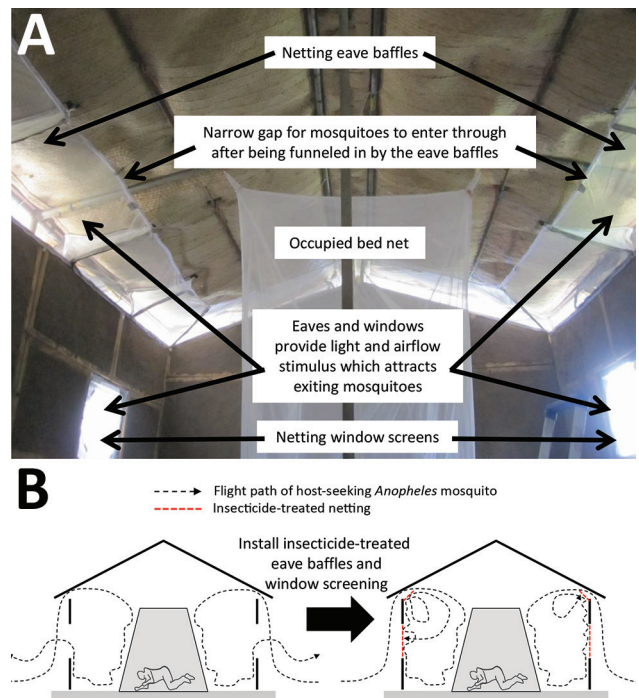 A
Netting eave baffles
Narrow gap for mosquitoes to enter through
after being funneled in by the eave baffles
Occupied bed net
Eaves and windows
provide light and airflow
stimulus which attracts
exiting mosquitoes
Netting window screens
B
Flight path of host-seeking Anopheles mosquito
Insecticide-treated netting
Install insecticide-treated
eave baffles and
window screening